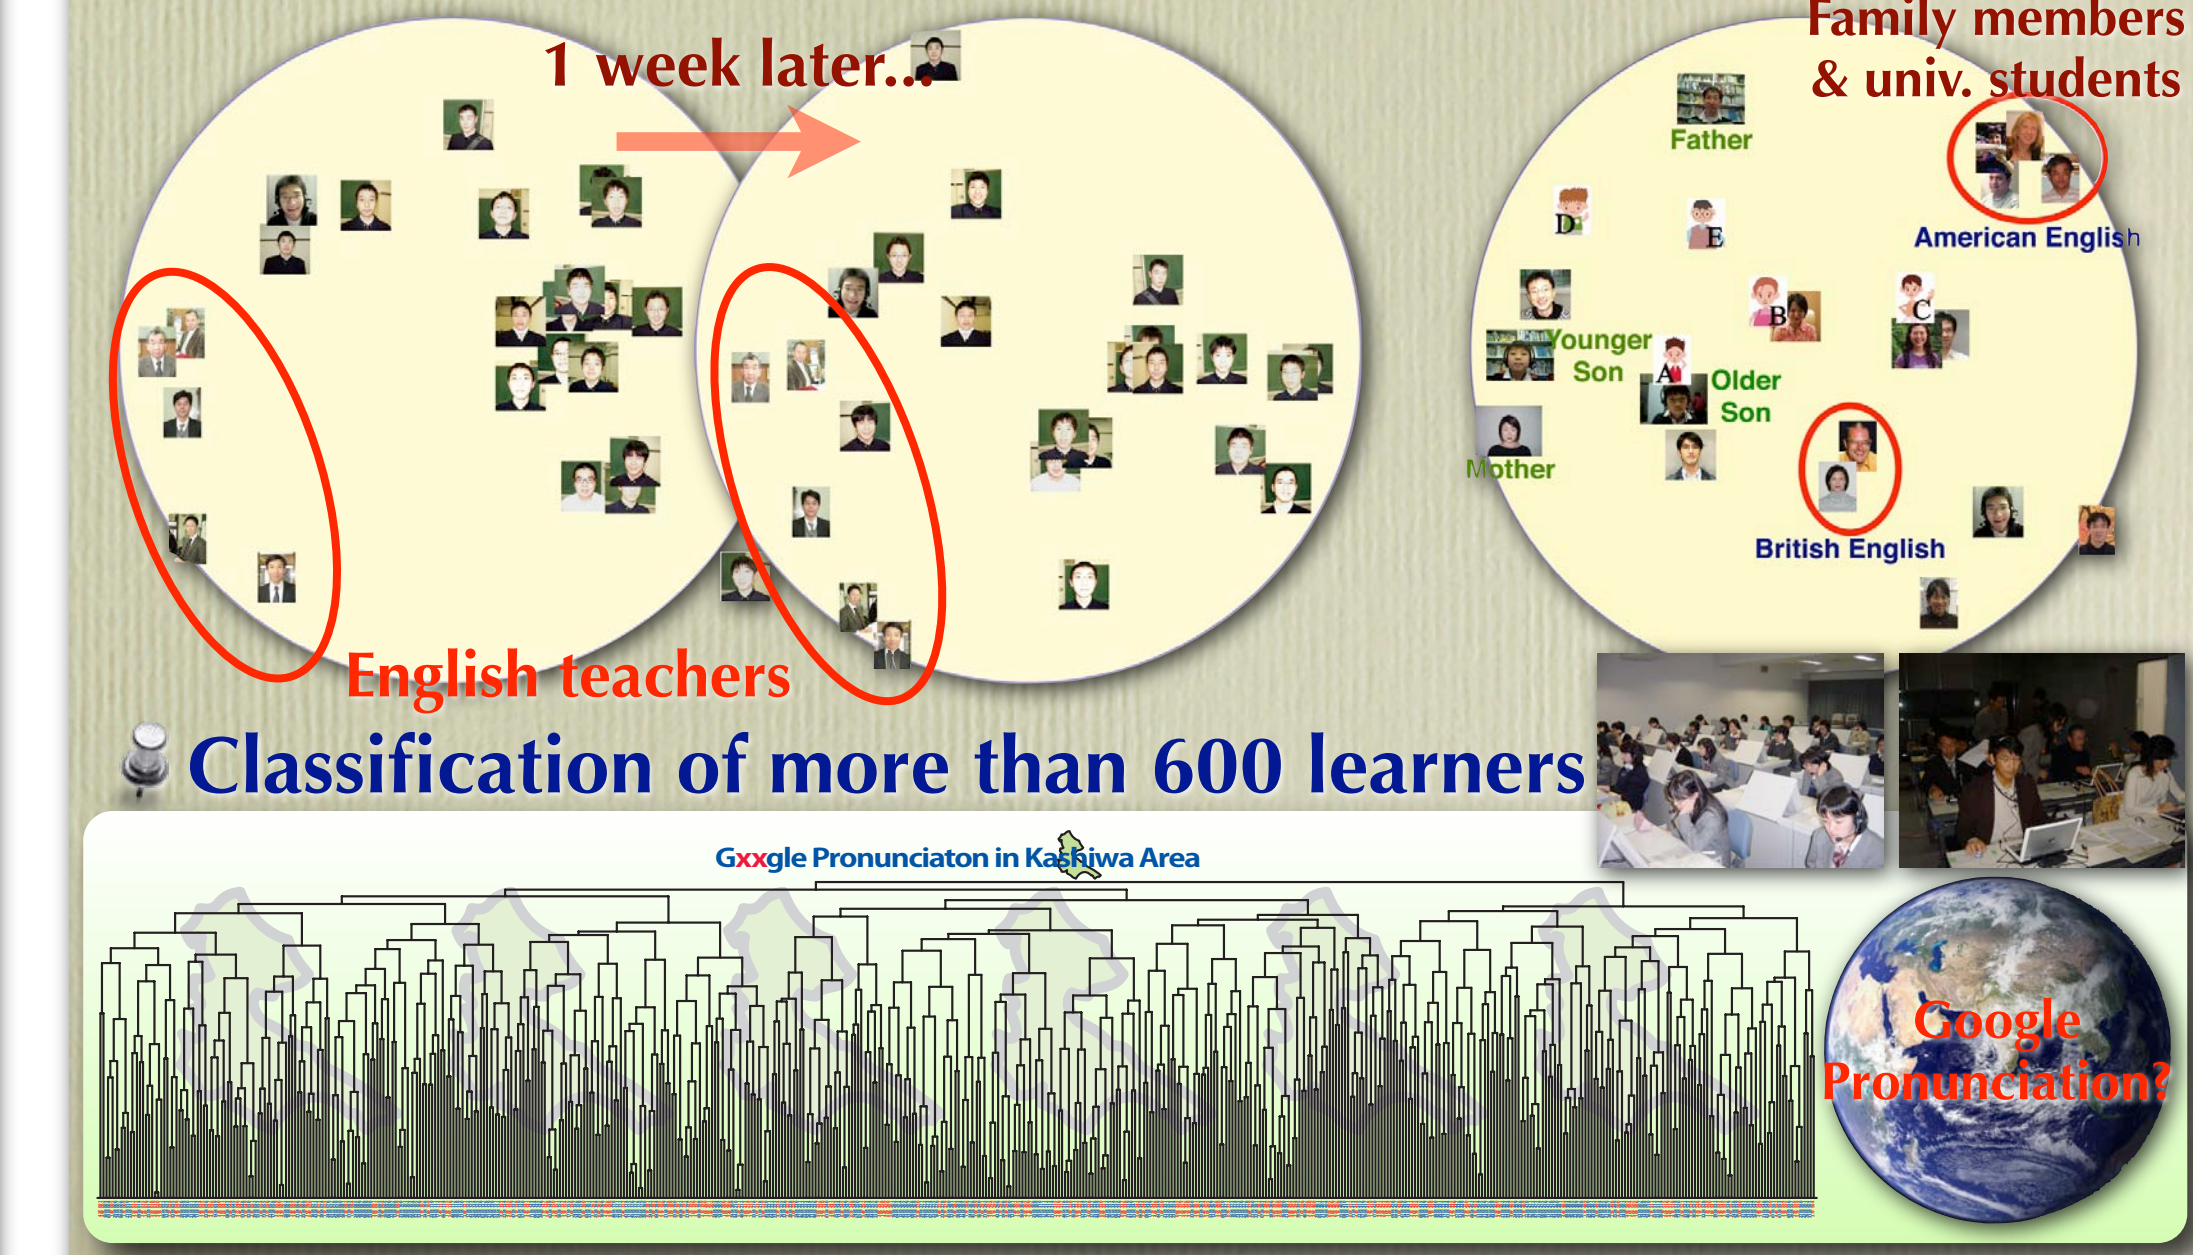 1 week later...
Family members
& univ. students
Father
American English
D
E
B
C
Younger
Son
A
Older
Son
Mother
British English
English teachers
Classification of more than 600 learners
Gxxgle Pronunciaton in Kashiwa Area
Google
Pronunciation?